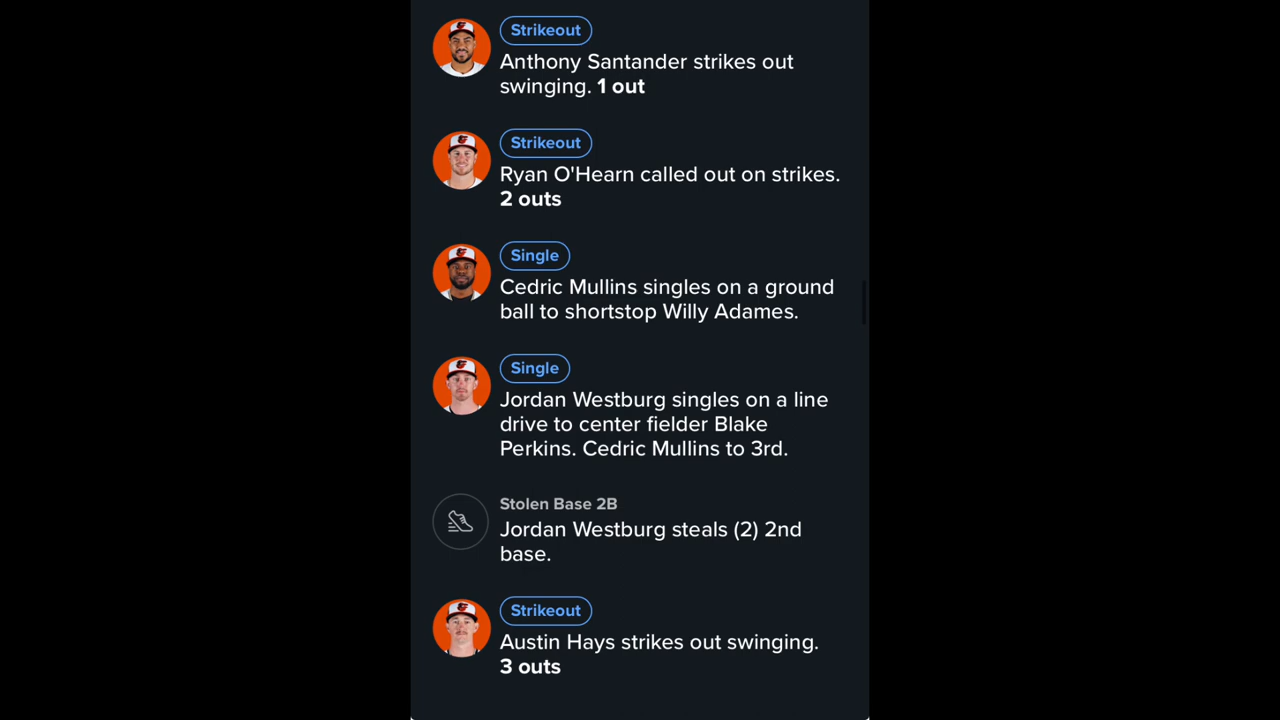 Strikeout
Anthony Santander strikes out
swinging. 1 out
Strikeout
Ryan O'Hearn called out on strikes.
2 outs
Single
Cedric Mullins singles on a ground
ball to shortstop Willy Adames.
Single
Jordan Westburg singles on a line
drive to center fielder Blake
Perkins. Cedric Mullins to 3rd.
Stolen Base 2B
Jordan Westburg steals (2) 2nd
base.
Strikeout
Austin Hays strikes out swinging.
3 outs